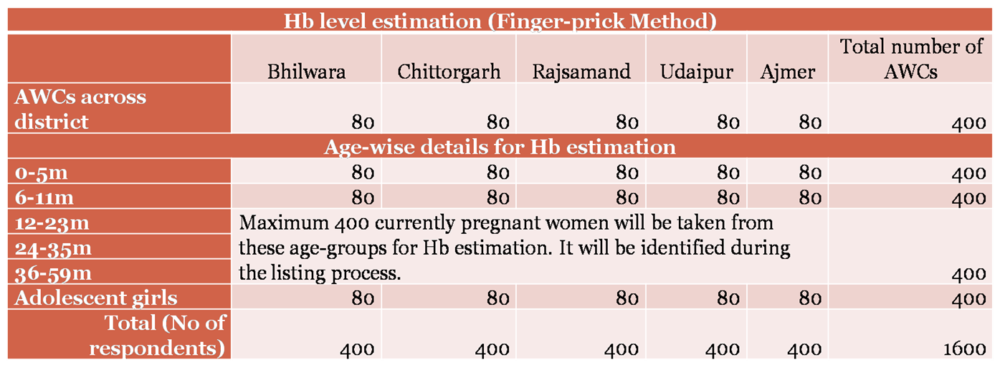 Hb level estimation (Finger-prick Method)
Bhilwara Chittorgarh Rajsamand Udaipur Ajmer Total number of
AWCs
AWCs across
district 80 80 80 80 80 400
Age-wise details for Hb estimation
0-5m 80 80 80 80 80 400
6-11m 80 80 80 80 80 400
12-23m Maximum 400 currently pregnant women will be taken from
24-35m these age-groups for Hb estimation. It will be identified during
36-59m the listing process. 400
Adolescent girls 80 80 80 80 80 400
Total (No of
respondents) 400 400 400 400 400 1600